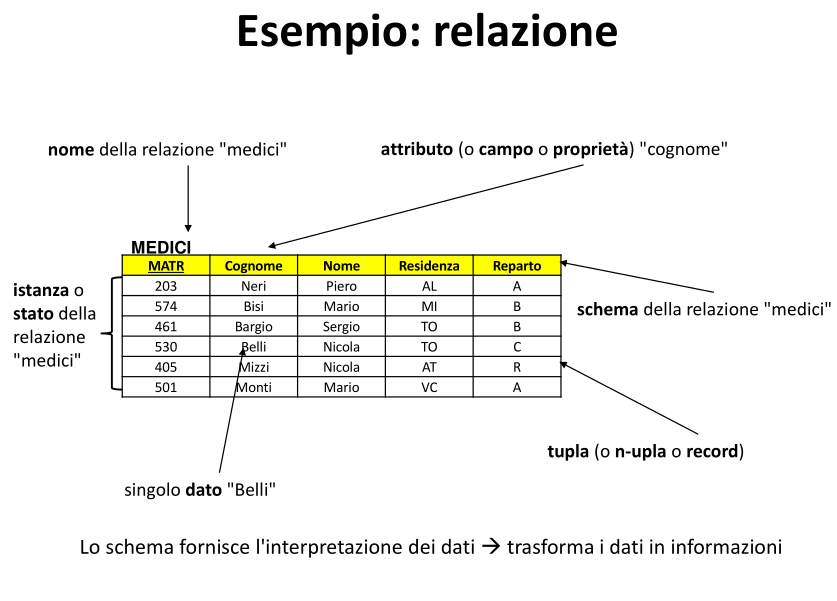 Esempio: relazione
nome della relazione "medici"
attributo (o campo o proprietà) "cognome"
MEDICI
MATR Cognome Nome Residenza Reparto
203 Neri Piero AL A
574 Bisi Mario MI B
461 Bargio Sergio TO B
530 Belli Nicola TO C
405 Mizzi Nicola AT R
501 Monti Mario VC A
istanza o
stato della
relazione
"medici"
schema della relazione "medici"
tupla (o n-upla o record)
singolo dato "Belli"
Lo schema fornisce l'interpretazione dei dati → trasforma i dati in informazioni